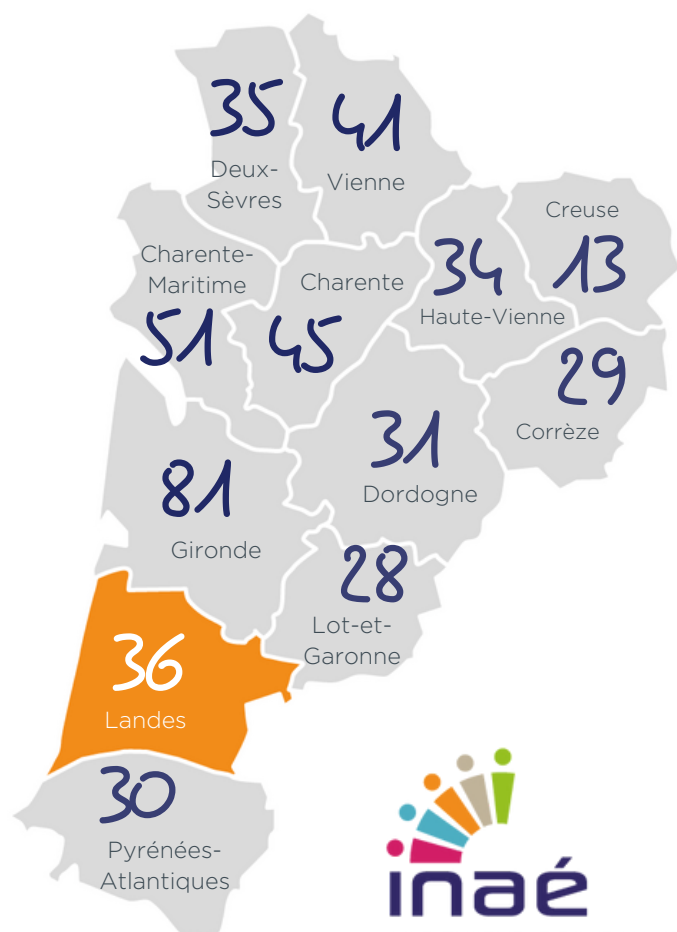 35
Deux-
Sèvres
41
Vienne
Creuse
13
Charente-
Maritime
51
Charente
45
34
Haute-Vienne
29
Corrèze
31
Dordogne
81
Gironde
28
Lot-et-
Garonne
36
Landes
30
Pyrénées-
Atlantiques
inaé